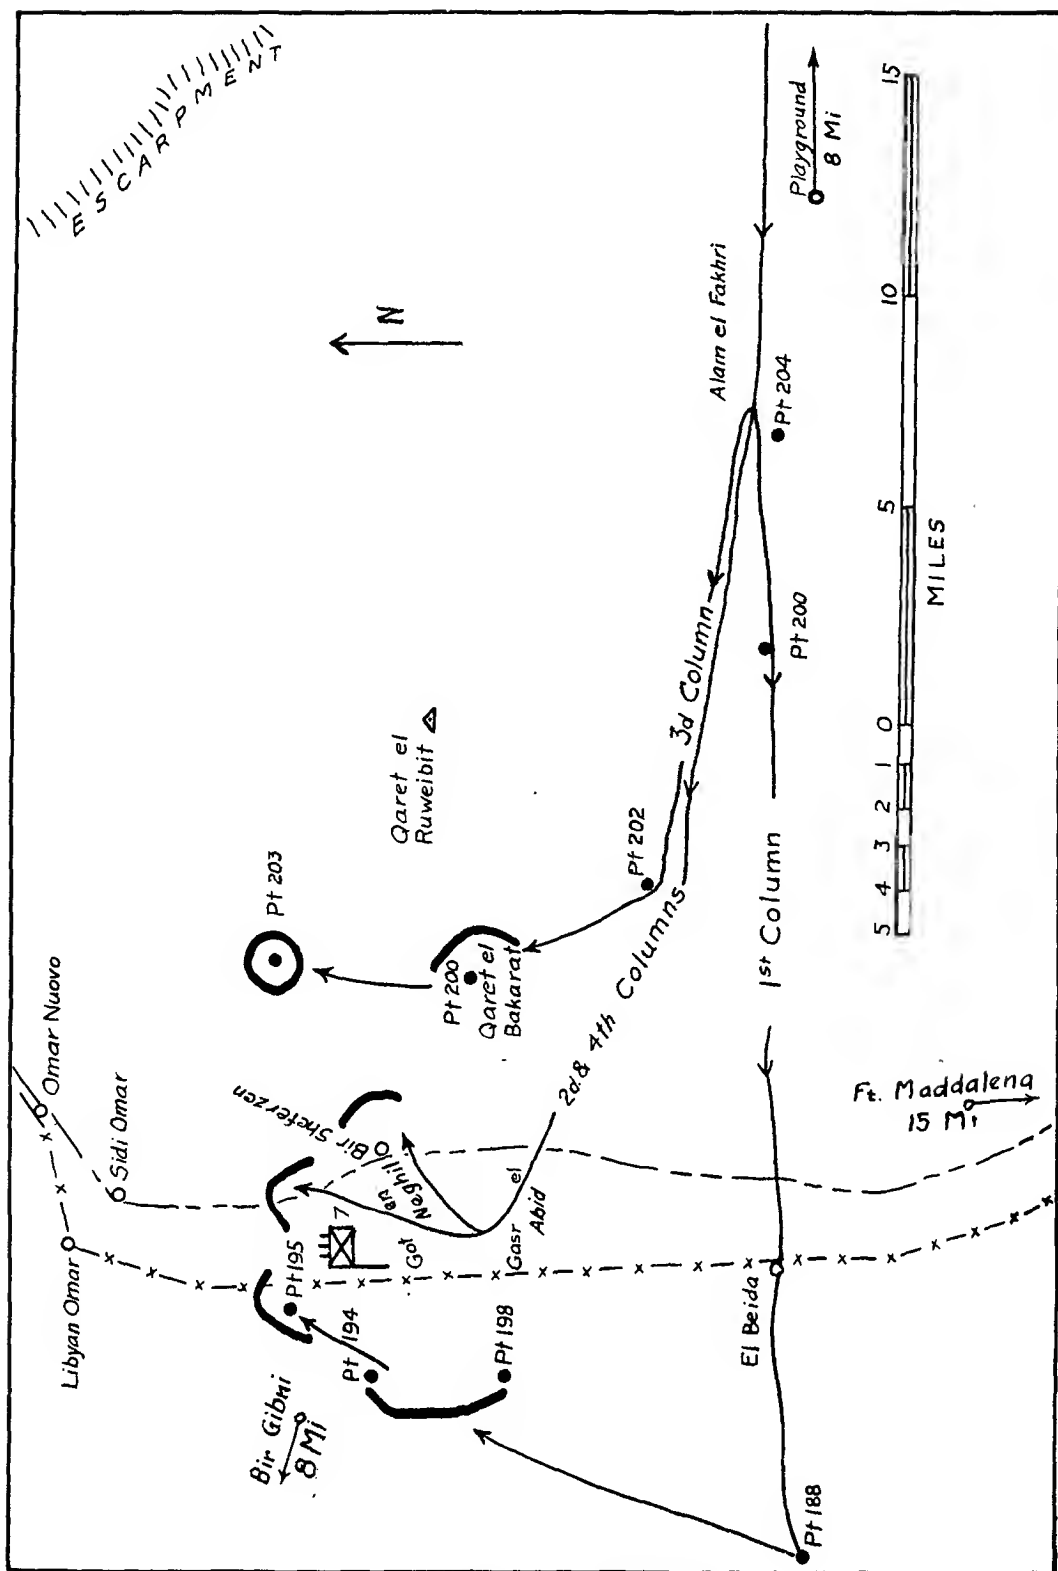 ESCARPMENT
N
Playground
8 Mi
Alam el Fakhri
Pt 204
Pt 200
3d Column
Qaret el
Ruweibit
Pt 203
Pt 202
Pt 200
Qaret el
Bakarat
2d & 4th Columns
1st Column
Omar Nuovo
Sidi Omar
Libyan Omar
Bir Sheferzen
Got
en
Neghilli
Gasr el
Abid
7
Pt 195
Pt 194
Pt 198
Bir Gibni
8 Mi
El Beida
Pt 188
Ft. Maddalena
15 Mi
5 4 3 2 1 0 5 10 15
MILES